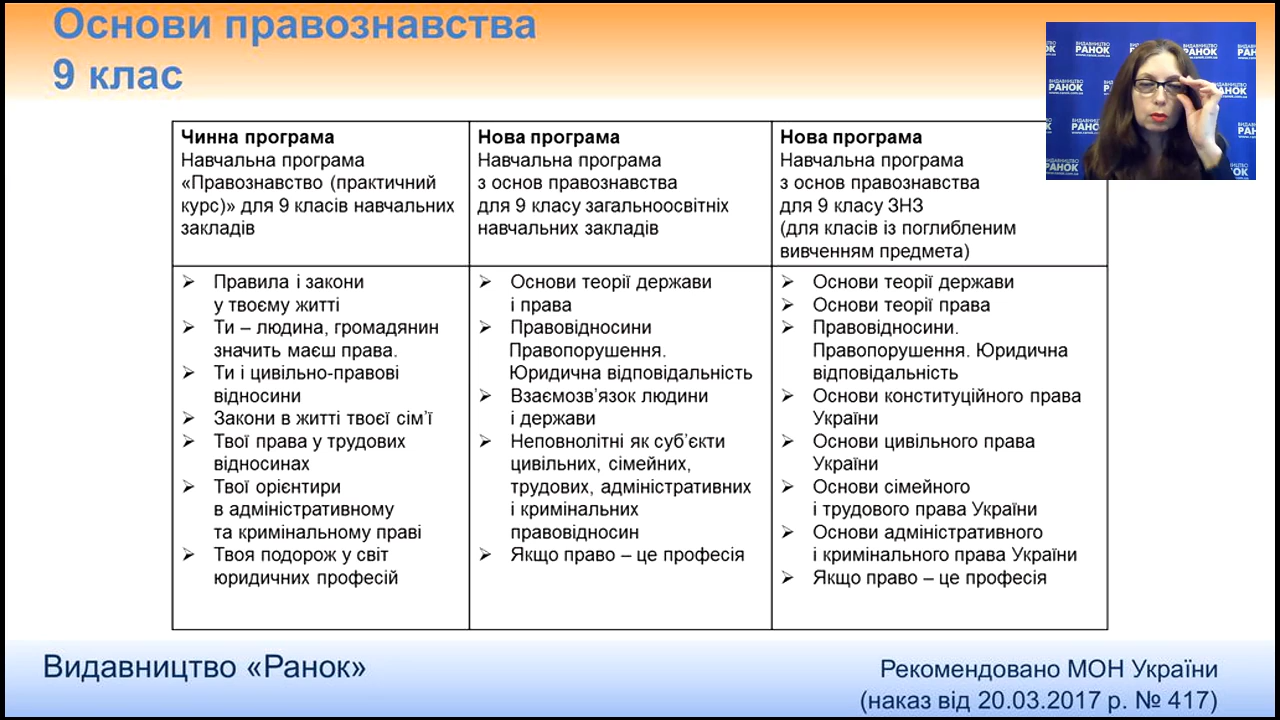 Основи правознавства
9 клас
Чинна програма
Навчальна програма
«Правознавство (практичний
курс)» для 9 класів навчальних
закладів
Нова програма
Навчальна програма
з основ правознавства
для 9 класу загальноосвітніх
навчальних закладів
Нова програма
Навчальна програма
з основ правознавства
для 9 класу ЗНЗ
(для класів із поглибленим
вивченням предмета)
➢ Правила і закони
у твоєму житті
➢ Ти – людина, громадянин
значить маєш права.
➢ Ти і цивільно-правові
відносини
➢ Закони в житті твоєї сім’ї
➢ Твої права у трудових
відносинах
➢ Твої орієнтири
в адміністративному
та кримінальному праві
➢ Твоя подорож у світ
юридичних професій
➢ Основи теорії держави
і права
➢ Правовідносини
Правопорушення.
Юридична відповідальність
➢ Взаємозв’язок людини
і держави
➢ Неповнолітні як суб’єкти
цивільних, сімейних,
трудових, адміністративних
і кримінальних
правовідносин
➢ Якщо право – це професія
➢ Основи теорії держави
➢ Основи теорії права
➢ Правовідносини.
Правопорушення. Юридична
відповідальність
➢ Основи конституційного права
України
➢ Основи цивільного права
України
➢ Основи сімейного
і трудового права України
➢ Основи адміністративного
і кримінального права України
➢ Якщо право – це професія
Видавництво «Ранок»
Рекомендовано МОН України
(наказ від 20.03.2017 р. № 417)
ВИДАВНИЦТВО
РАНОК